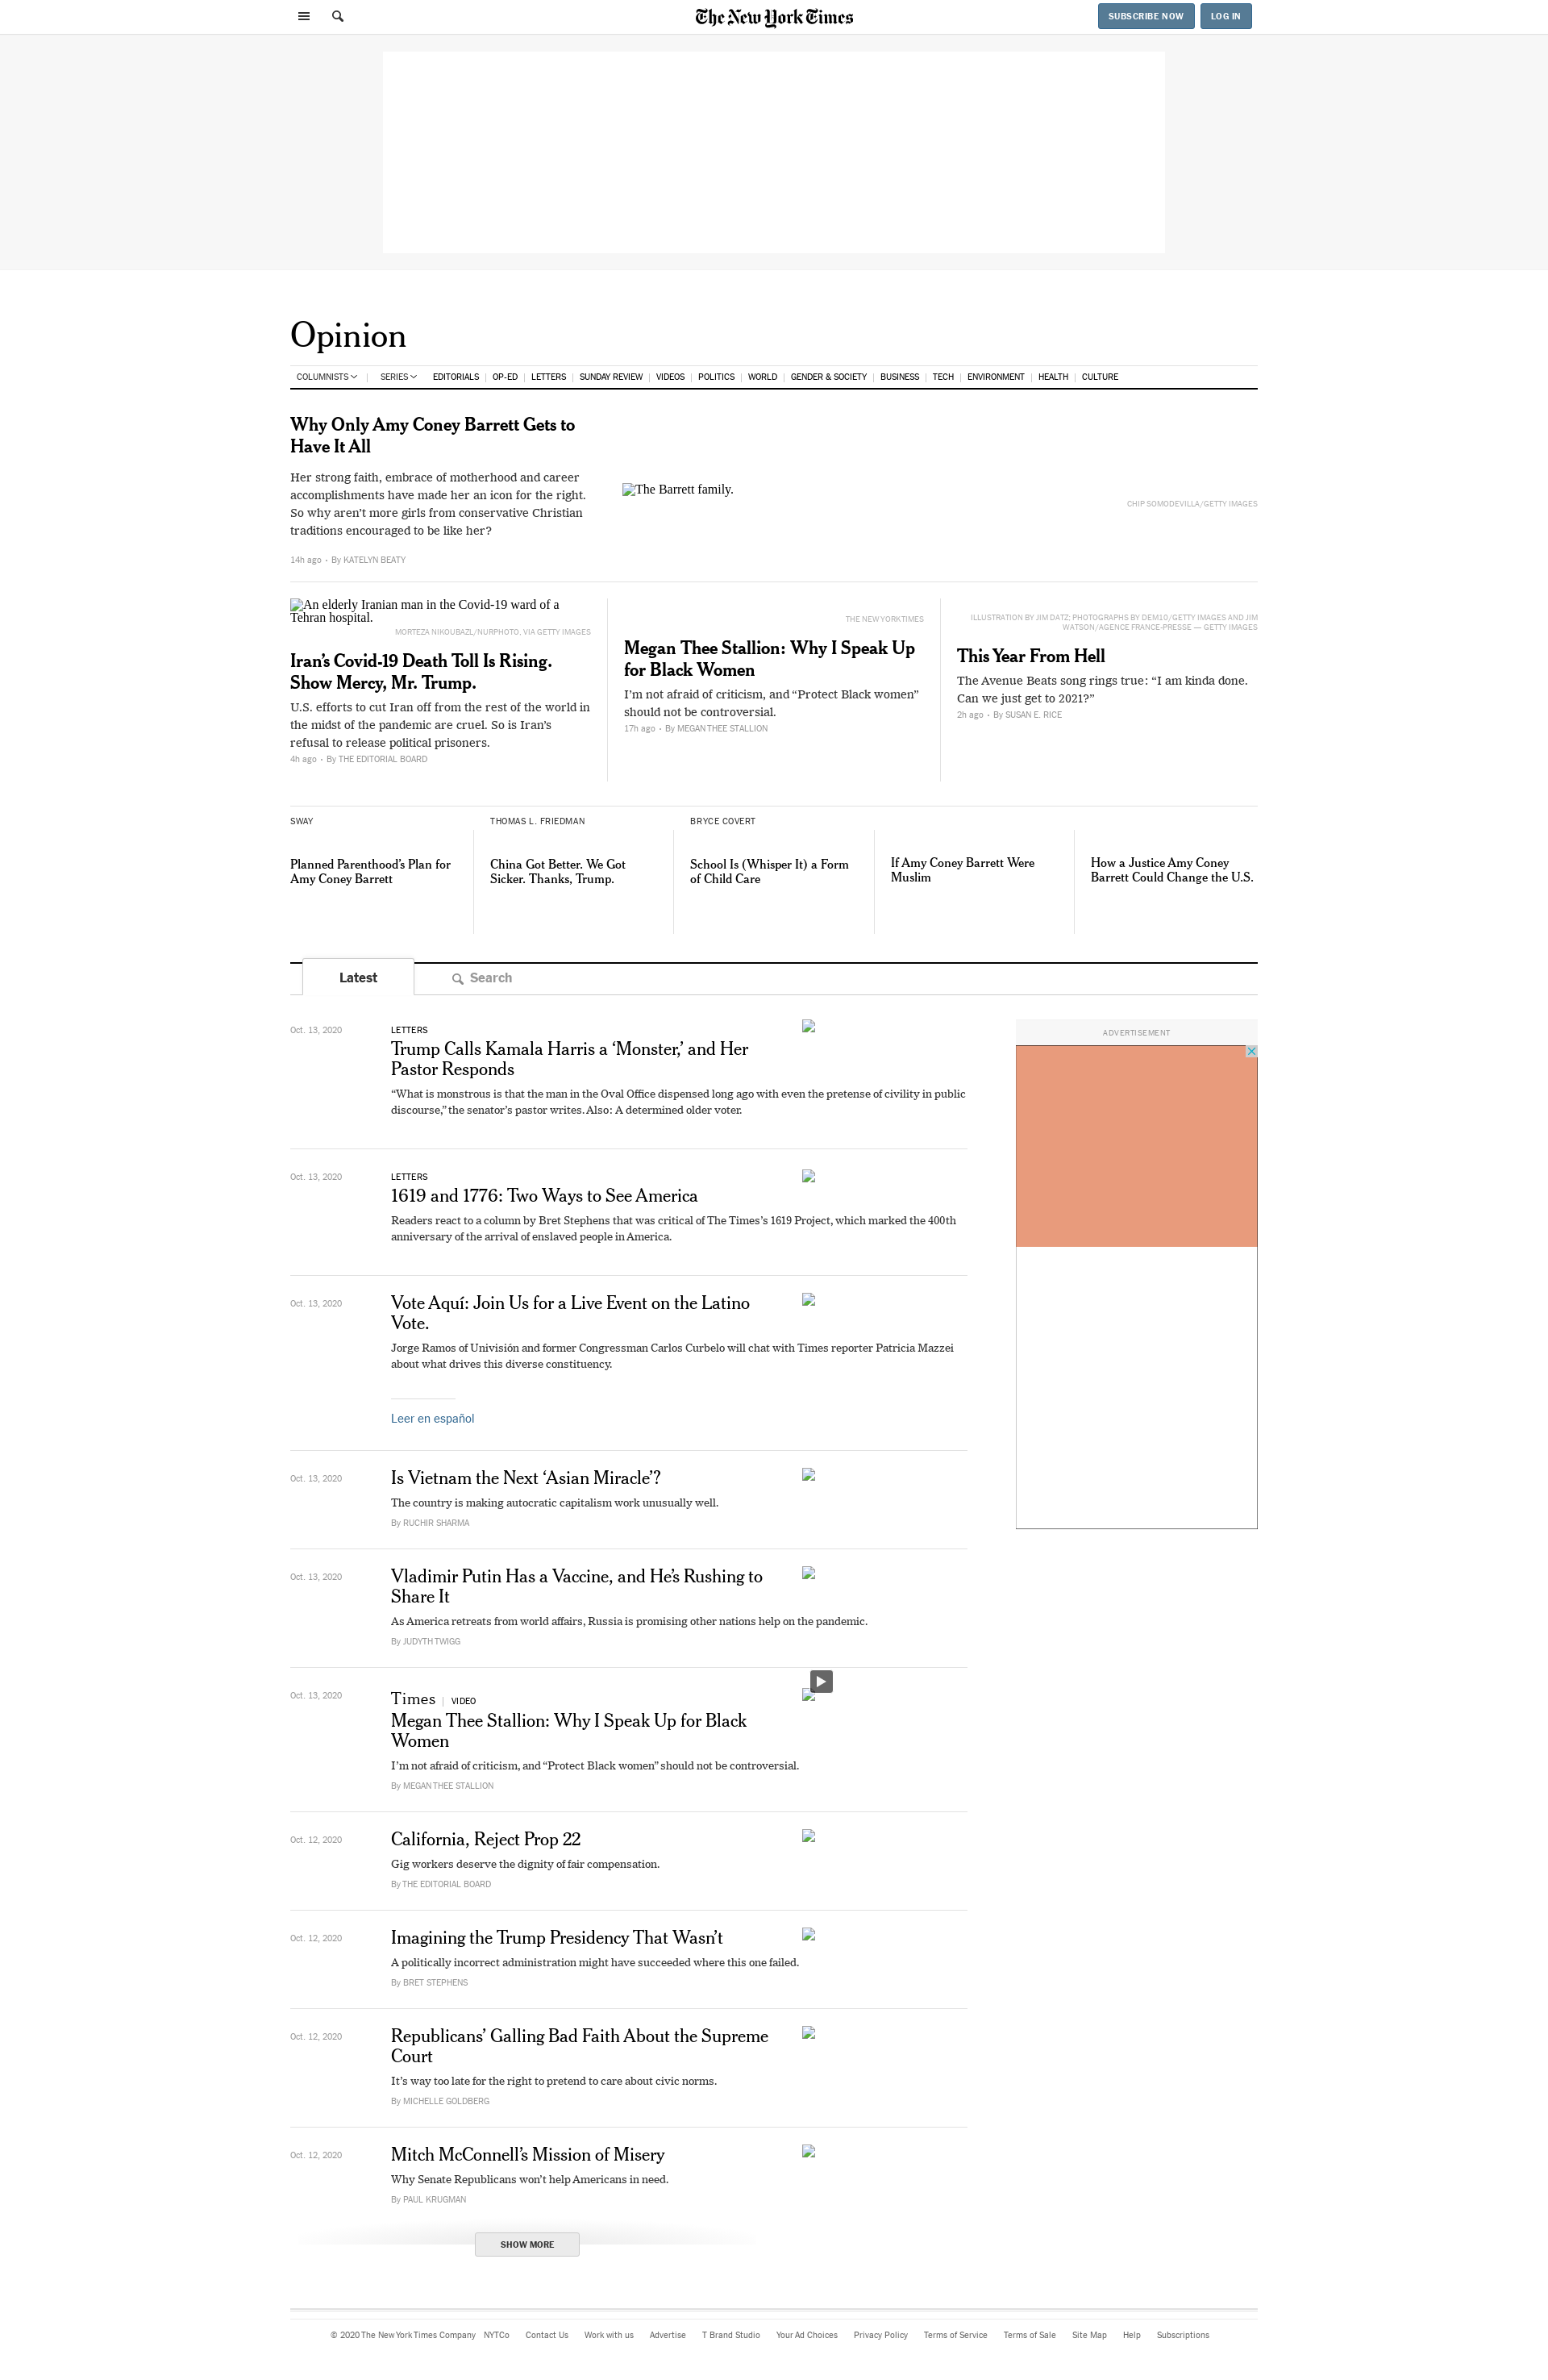 The New York Times
SUBSCRIBE NOW
LOG IN
Opinion
COLUMNISTS SERIES EDITORIALS OP-ED LETTERS SUNDAY REVIEW VIDEOS POLITICS WORLD GENDER & SOCIETY BUSINESS TECH ENVIRONMENT HEALTH CULTURE
Why Only Amy Coney Barrett Gets to
Have It All
Her strong faith, embrace of motherhood and career
accomplishments have made her an icon for the right.
So why aren’t more girls from conservative Christian
traditions encouraged to be like her?
14h ago • By KATELYN BEATY
The Barrett family.
CHIP SOMODEVILLA/GETTY IMAGES
An elderly Iranian man in the Covid-19 ward of a
Tehran hospital.
MORTEZA NIKOUBAZL/NURPHOTO, VIA GETTY IMAGES
Iran’s Covid-19 Death Toll Is Rising.
Show Mercy, Mr. Trump.
U.S. efforts to cut Iran off from the rest of the world in
the midst of the pandemic are cruel. So is Iran’s
refusal to release political prisoners.
4h ago • By THE EDITORIAL BOARD
THE NEW YORK TIMES
Megan Thee Stallion: Why I Speak Up
for Black Women
I’m not afraid of criticism, and “Protect Black women”
should not be controversial.
17h ago • By MEGAN THEE STALLION
ILLUSTRATION BY JIM DATZ; PHOTOGRAPHS BY DEM10/GETTY IMAGES AND JIM
WATSON/AGENCE FRANCE-PRESSE — GETTY IMAGES
This Year From Hell
The Avenue Beats song rings true: “I am kinda done.
Can we just get to 2021?”
2h ago • By SUSAN E. RICE
SWAY
Planned Parenthood’s Plan for
Amy Coney Barrett
THOMAS L. FRIEDMAN
China Got Better. We Got
Sicker. Thanks, Trump.
BRYCE COVERT
School Is (Whisper It) a Form
of Child Care
If Amy Coney Barrett Were
Muslim
How a Justice Amy Coney
Barrett Could Change the U.S.
Latest
Search
Oct. 13, 2020
LETTERS
Trump Calls Kamala Harris a ‘Monster,’ and Her
Pastor Responds
“What is monstrous is that the man in the Oval Office dispensed long ago with even the pretense of civility in public
discourse,” the senator’s pastor writes. Also: A determined older voter.
ADVERTISEMENT
Oct. 13, 2020
LETTERS
1619 and 1776: Two Ways to See America
Readers react to a column by Bret Stephens that was critical of The Times’s 1619 Project, which marked the 400th
anniversary of the arrival of enslaved people in America.
Oct. 13, 2020
Vote Aquí: Join Us for a Live Event on the Latino
Vote.
Jorge Ramos of Univisión and former Congressman Carlos Curbelo will chat with Times reporter Patricia Mazzei
about what drives this diverse constituency.
Leer en español
Oct. 13, 2020
Is Vietnam the Next ‘Asian Miracle’?
The country is making autocratic capitalism work unusually well.
By RUCHIR SHARMA
Oct. 13, 2020
Vladimir Putin Has a Vaccine, and He’s Rushing to
Share It
As America retreats from world affairs, Russia is promising other nations help on the pandemic.
By JUDYTH TWIGG
Oct. 13, 2020
Times | VIDEO
Megan Thee Stallion: Why I Speak Up for Black
Women
I’m not afraid of criticism, and “Protect Black women” should not be controversial.
By MEGAN THEE STALLION
Oct. 12, 2020
California, Reject Prop 22
Gig workers deserve the dignity of fair compensation.
By THE EDITORIAL BOARD
Oct. 12, 2020
Imagining the Trump Presidency That Wasn’t
A politically incorrect administration might have succeeded where this one failed.
By BRET STEPHENS
Oct. 12, 2020
Republicans’ Galling Bad Faith About the Supreme
Court
It’s way too late for the right to pretend to care about civic norms.
By MICHELLE GOLDBERG
Oct. 12, 2020
Mitch McConnell’s Mission of Misery
Why Senate Republicans won’t help Americans in need.
By PAUL KRUGMAN
SHOW MORE
© 2020 The New York Times Company NYTCo Contact Us Work with us Advertise T Brand Studio Your Ad Choices Privacy Policy Terms of Service Terms of Sale Site Map Help Subscriptions